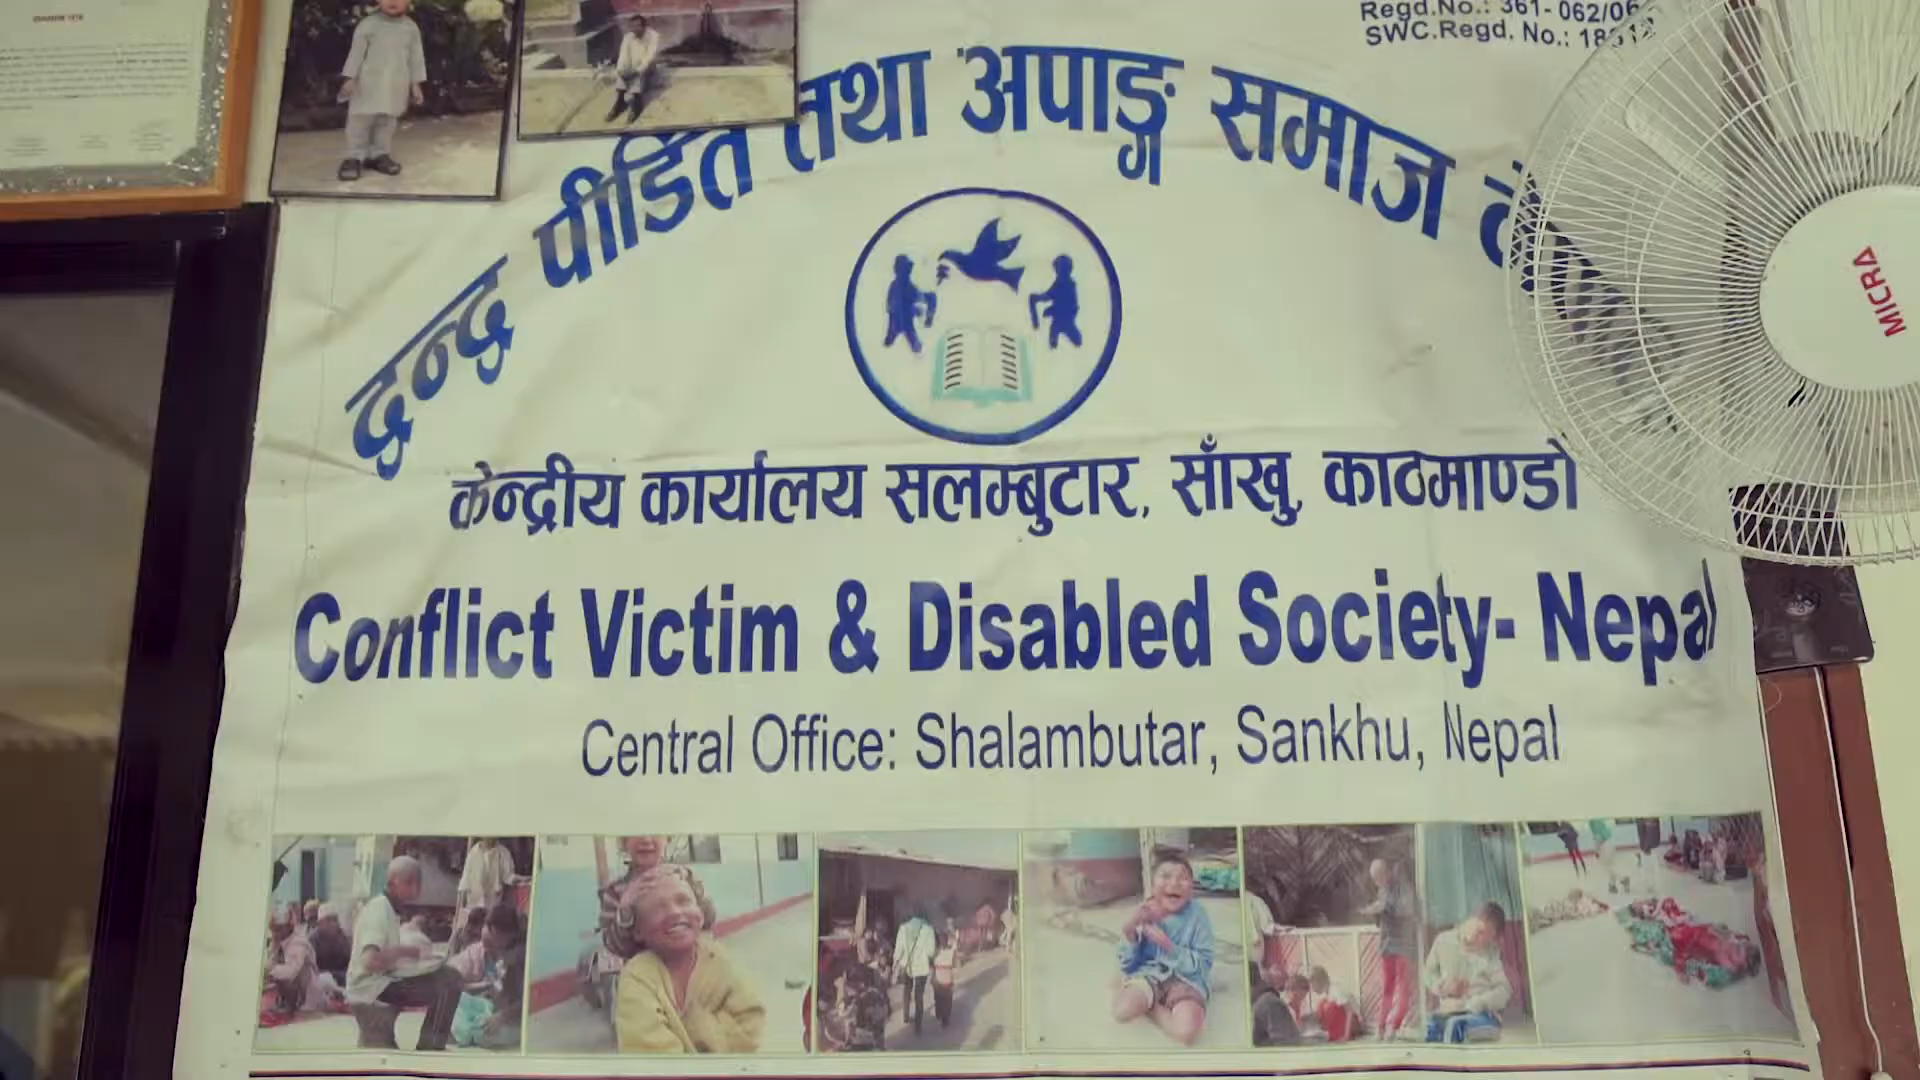 Regd.No.: 361-062/06
SWC.Regd. No.:
द्वन्द्व पीडित तथा अपाङ्ग समाज
केन्द्रीय कार्यालय सलम्बुटार, साँखु, काठमाण्डौ
Conflict Victim & Disabled Society- Nepal
Central Office: Shalambutar, Sankhu, Nepal
MICRA